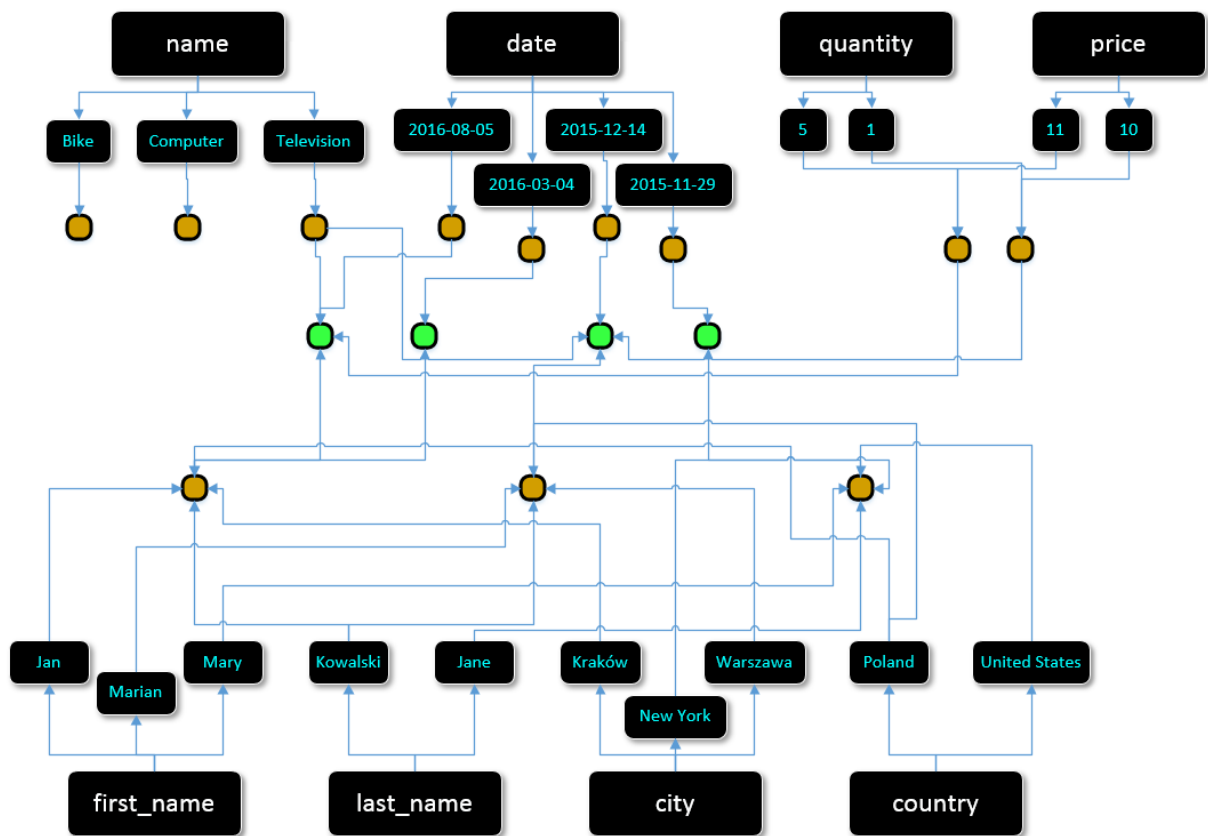 name
date
quantity
price
Bike
Computer
Television
2016-08-05
2015-12-14
5
1
11
10
2016-03-04
2015-11-29
Jan
Mary
Kowalski
Jane
Kraków
Warszawa
Poland
United States
Marian
New York
first_name
last_name
city
country